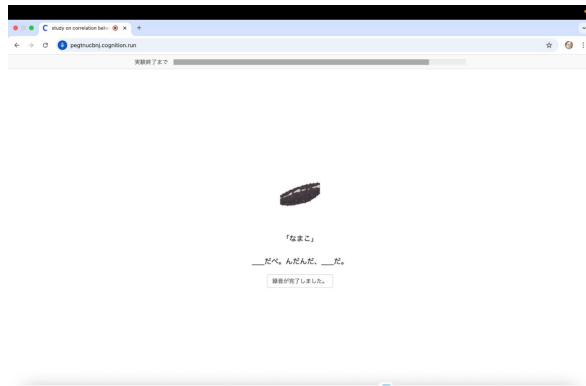 study on correlation betw
pegtnucbnj.cognition.run
実験終了まで
「なまこ」
___だべ。んだんだ、___だ。
録音が完了しました。